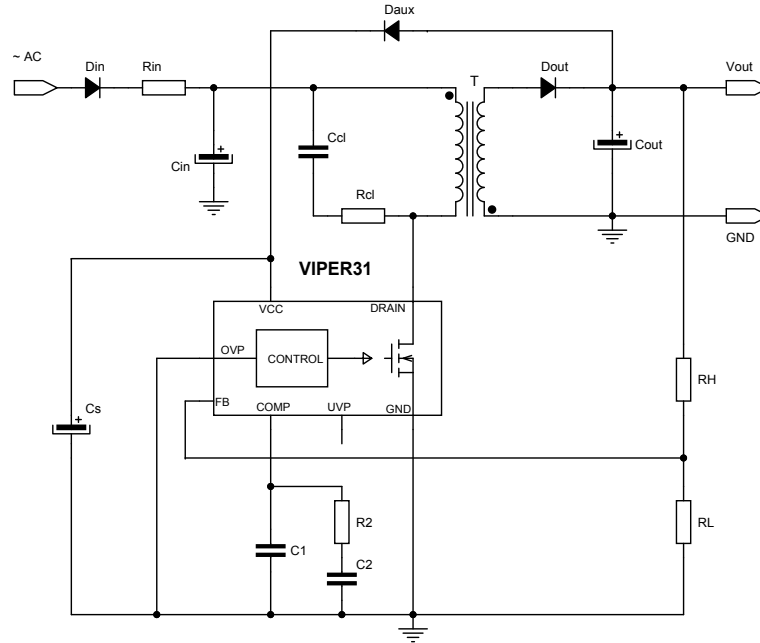 Daux
~ AC
Din
Rin
T
Dout
Vout
Ccl
+
Cin
+
Cout
Rcl
GND
VIPER31
VCC
DRAIN
OVP
CONTROL
RH
FB
COMP
UVP
GND
Cs
+
R2
RL
C1
C2